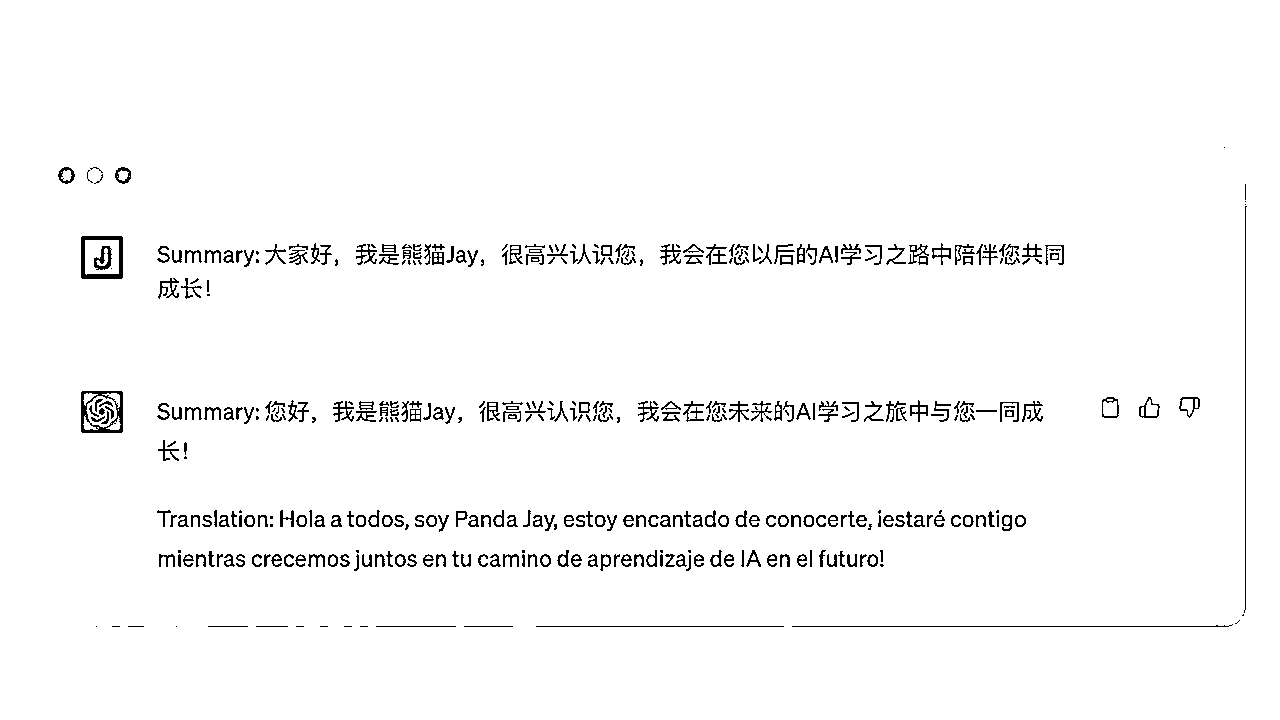 J
Summary: 大家好，我是熊猫Jay，很高兴认识您，我会在您以后的AI学习之路中陪伴您共同
成长！
Summary: 您好，我是熊猫Jay，很高兴认识您，我会在您未来的AI学习之旅中与您一同成
长！
Translation: Hola a todos, soy Panda Jay, estoy encantado de conocerte, ¡estaré contigo
mientras crecemos juntos en tu camino de aprendizaje de IA en el futuro!